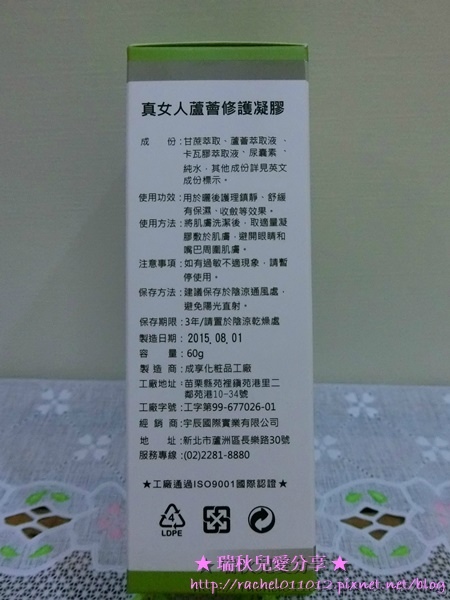 真女人蘆薈修護凝膠
成　份:甘蔗萃取、蘆薈萃取液、
卡瓦膠萃取液、尿囊素、
純水，其他成份詳見英文
成份標示。
使用功效:用於曬後護理鎮靜、舒緩
有保濕、收斂等效果。
使用方法:將肌膚洗潔後，取適量凝
膠敷於肌膚，避開眼睛和
嘴巴周圍肌膚。
注意事項:如有過敏不適現象，請暫
停使用。
保存方法:建議保存於陰涼通風處，
避免陽光直射。
保存期限:3年/請置於陰涼乾燥處
製造日期:2015.08.01
容　量:60g
製造商:成享化粧品工廠
工廠地址:苗栗縣苑裡鎮苑港里二
鄰苑港10-34號
工廠字號:工字第99-677026-01
經銷商:宇辰國際實業有限公司
地　址:新北市蘆洲區長樂路30號
服務專線:(02)2281-8880
★工廠通過ISO9001國際認證★
4
LDPE
★ 瑞秋兒愛分享 ★
http://rachel011012.pixnet.net/blog